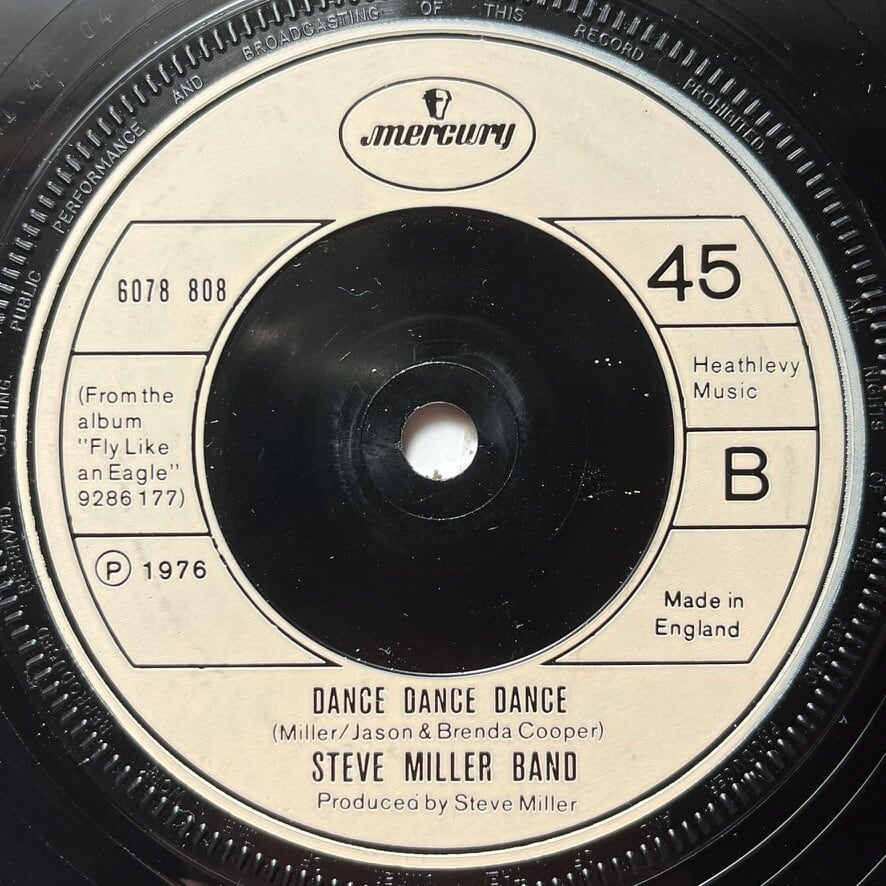 PUBLIC PERFORMANCE AND BROADCASTING OF THIS RECORD PROHIBITED.
mercury
6078 808
45
(From the
album
"Fly Like
an Eagle"
9286 177)
Heathlevy
Music
B
Ⓟ 1976
Made in
England
DANCE DANCE DANCE
(Miller/Jason & Brenda Cooper)
STEVE MILLER BAND
Produced by Steve Miller